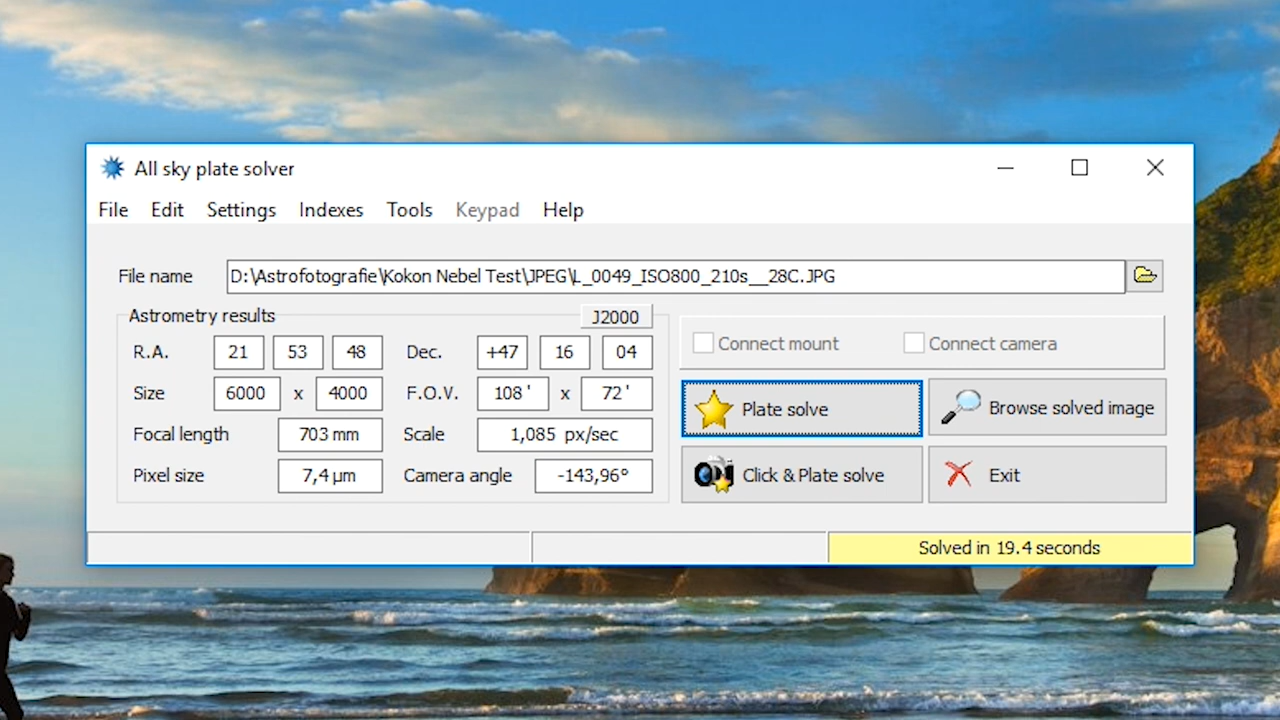 All sky plate solver
File Edit Settings Indexes Tools Keypad Help
File name D:\Astrofotografie\Kokon Nebel Test\JPEG\L_0049_ISO800_210s__28C.JPG
Astrometry results J2000
R.A. 21 53 48 Dec. +47 16 04
Size 6000 x 4000 F.O.V. 108 ' x 72 '
Focal length 703 mm Scale 1,085 px/sec
Pixel size 7,4 µm Camera angle -143,96°
Connect mount Connect camera
Plate solve Browse solved image
Click & Plate solve Exit
Solved in 19.4 seconds